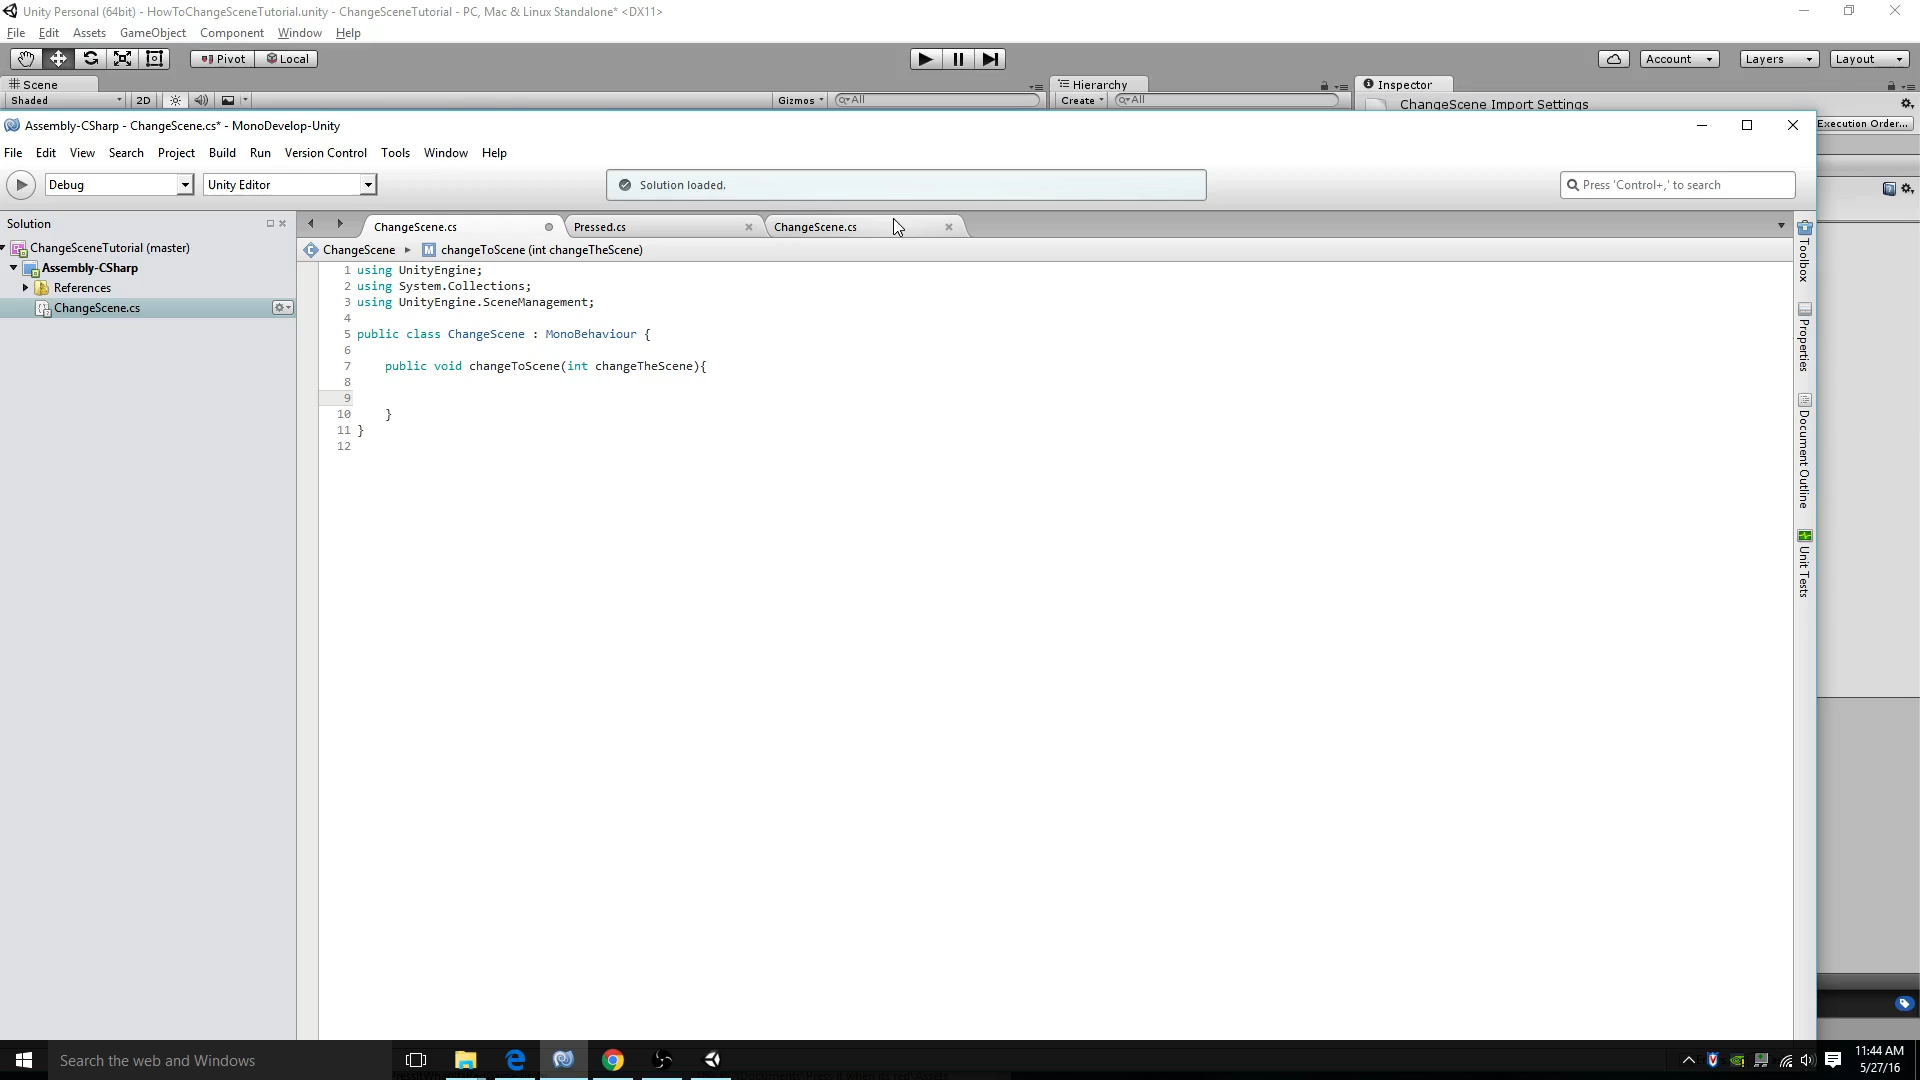 Unity Personal (64bit) - HowToChangeSceneTutorial.unity - ChangeSceneTutorial - PC, Mac & Linux Standalone* <DX11>
File Edit Assets GameObject Component Window Help
Pivot Local Account Layers Layout
Scene Hierarchy Inspector
Shaded 2D Gizmos All Create All ChangeScene Import Settings
Execution Order...
Assembly-CSharp - ChangeScene.cs* - MonoDevelop-Unity
File Edit View Search Project Build Run Version Control Tools Window Help
Debug Unity Editor Solution loaded. Press 'Control+,' to search
Solution ChangeScene.cs Pressed.cs ChangeScene.cs
ChangeSceneTutorial (master)
Assembly-CSharp
References
ChangeScene.cs
ChangeScene changeToScene (int changeTheScene)
1 using UnityEngine;
2 using System.Collections;
3 using UnityEngine.SceneManagement;
4
5 public class ChangeScene : MonoBehaviour {
6
7 public void changeToScene(int changeTheScene){
8
9
10 }
11 }
12
Toolbox
Properties
Document Outline
Unit Tests
Search the web and Windows
11:44 AM
5/27/16